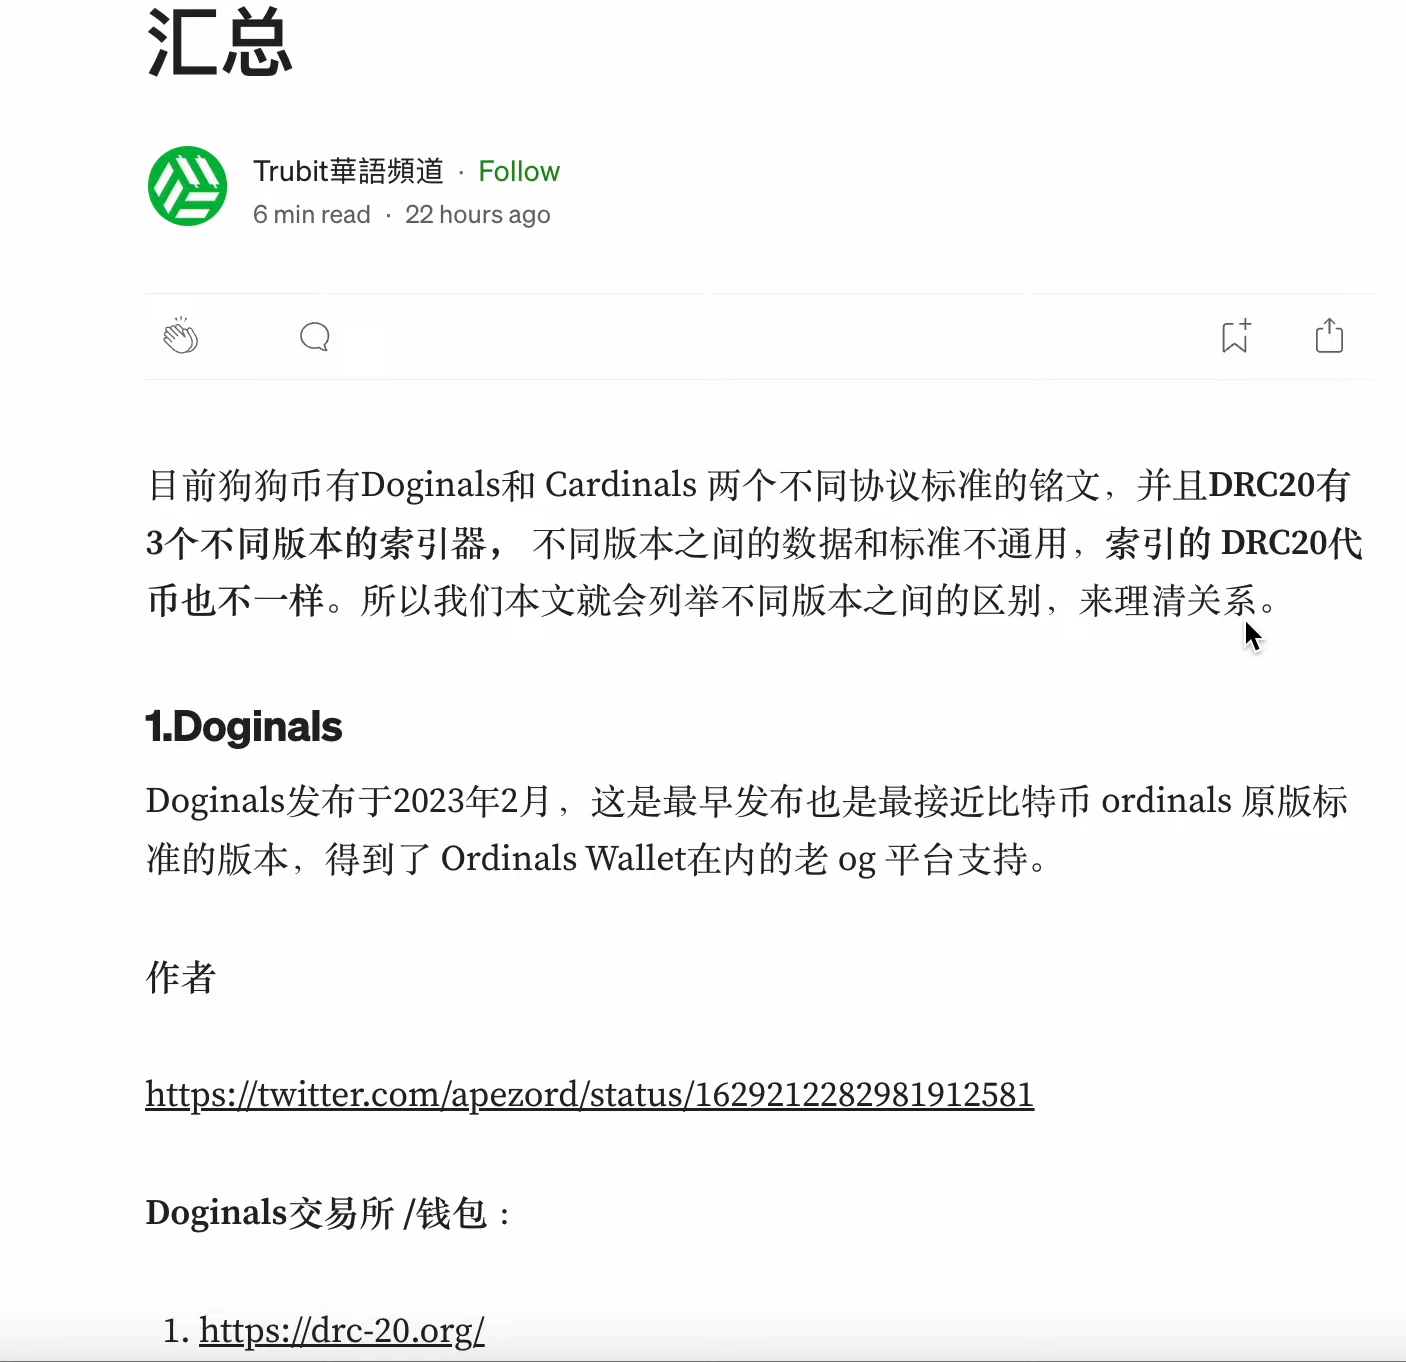 汇总
Trubit華語頻道 · Follow
6 min read · 22 hours ago
目前狗狗币有Doginals和 Cardinals 两个不同协议标准的铭文，并且DRC20有
3个不同版本的索引器， 不同版本之间的数据和标准不通用，索引的 DRC20代
币也不一样。所以我们本文就会列举不同版本之间的区别，来理清关系。
1.Doginals
Doginals发布于2023年2月，这是最早发布也是最接近比特币 ordinals 原版标
准的版本，得到了 Ordinals Wallet在内的老 og 平台支持。
作者
https://twitter.com/apezord/status/1629212282981912581
Doginals交易所 /钱包：
1. https://drc-20.org/